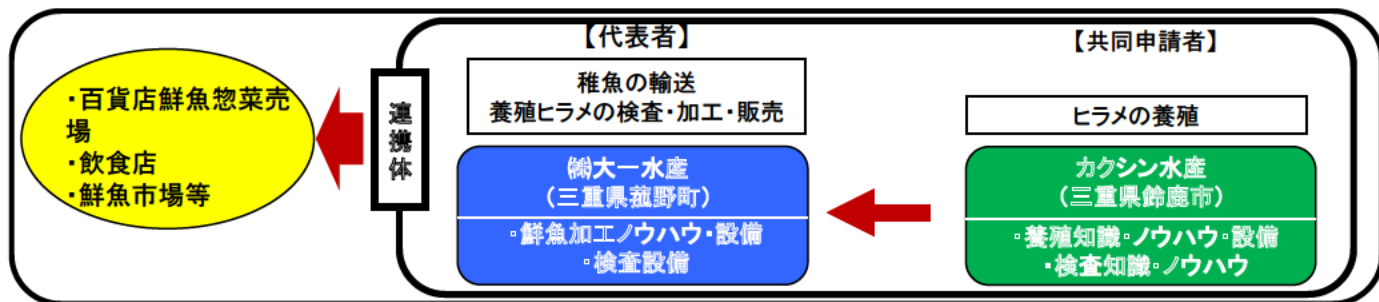 ・百貨店鮮魚惣菜売
場
・飲食店
・鮮魚市場等
連携体
【代表者】
稚魚の輸送
養殖ヒラメの検査・加工・販売
㈱大一水産
（三重県菰野町）
・鮮魚加工ノウハウ・設備
・検査設備
【共同申請者】
ヒラメの養殖
カクシン水産
（三重県鈴鹿市）
・養殖知識・ノウハウ・設備
・検査知識・ノウハウ